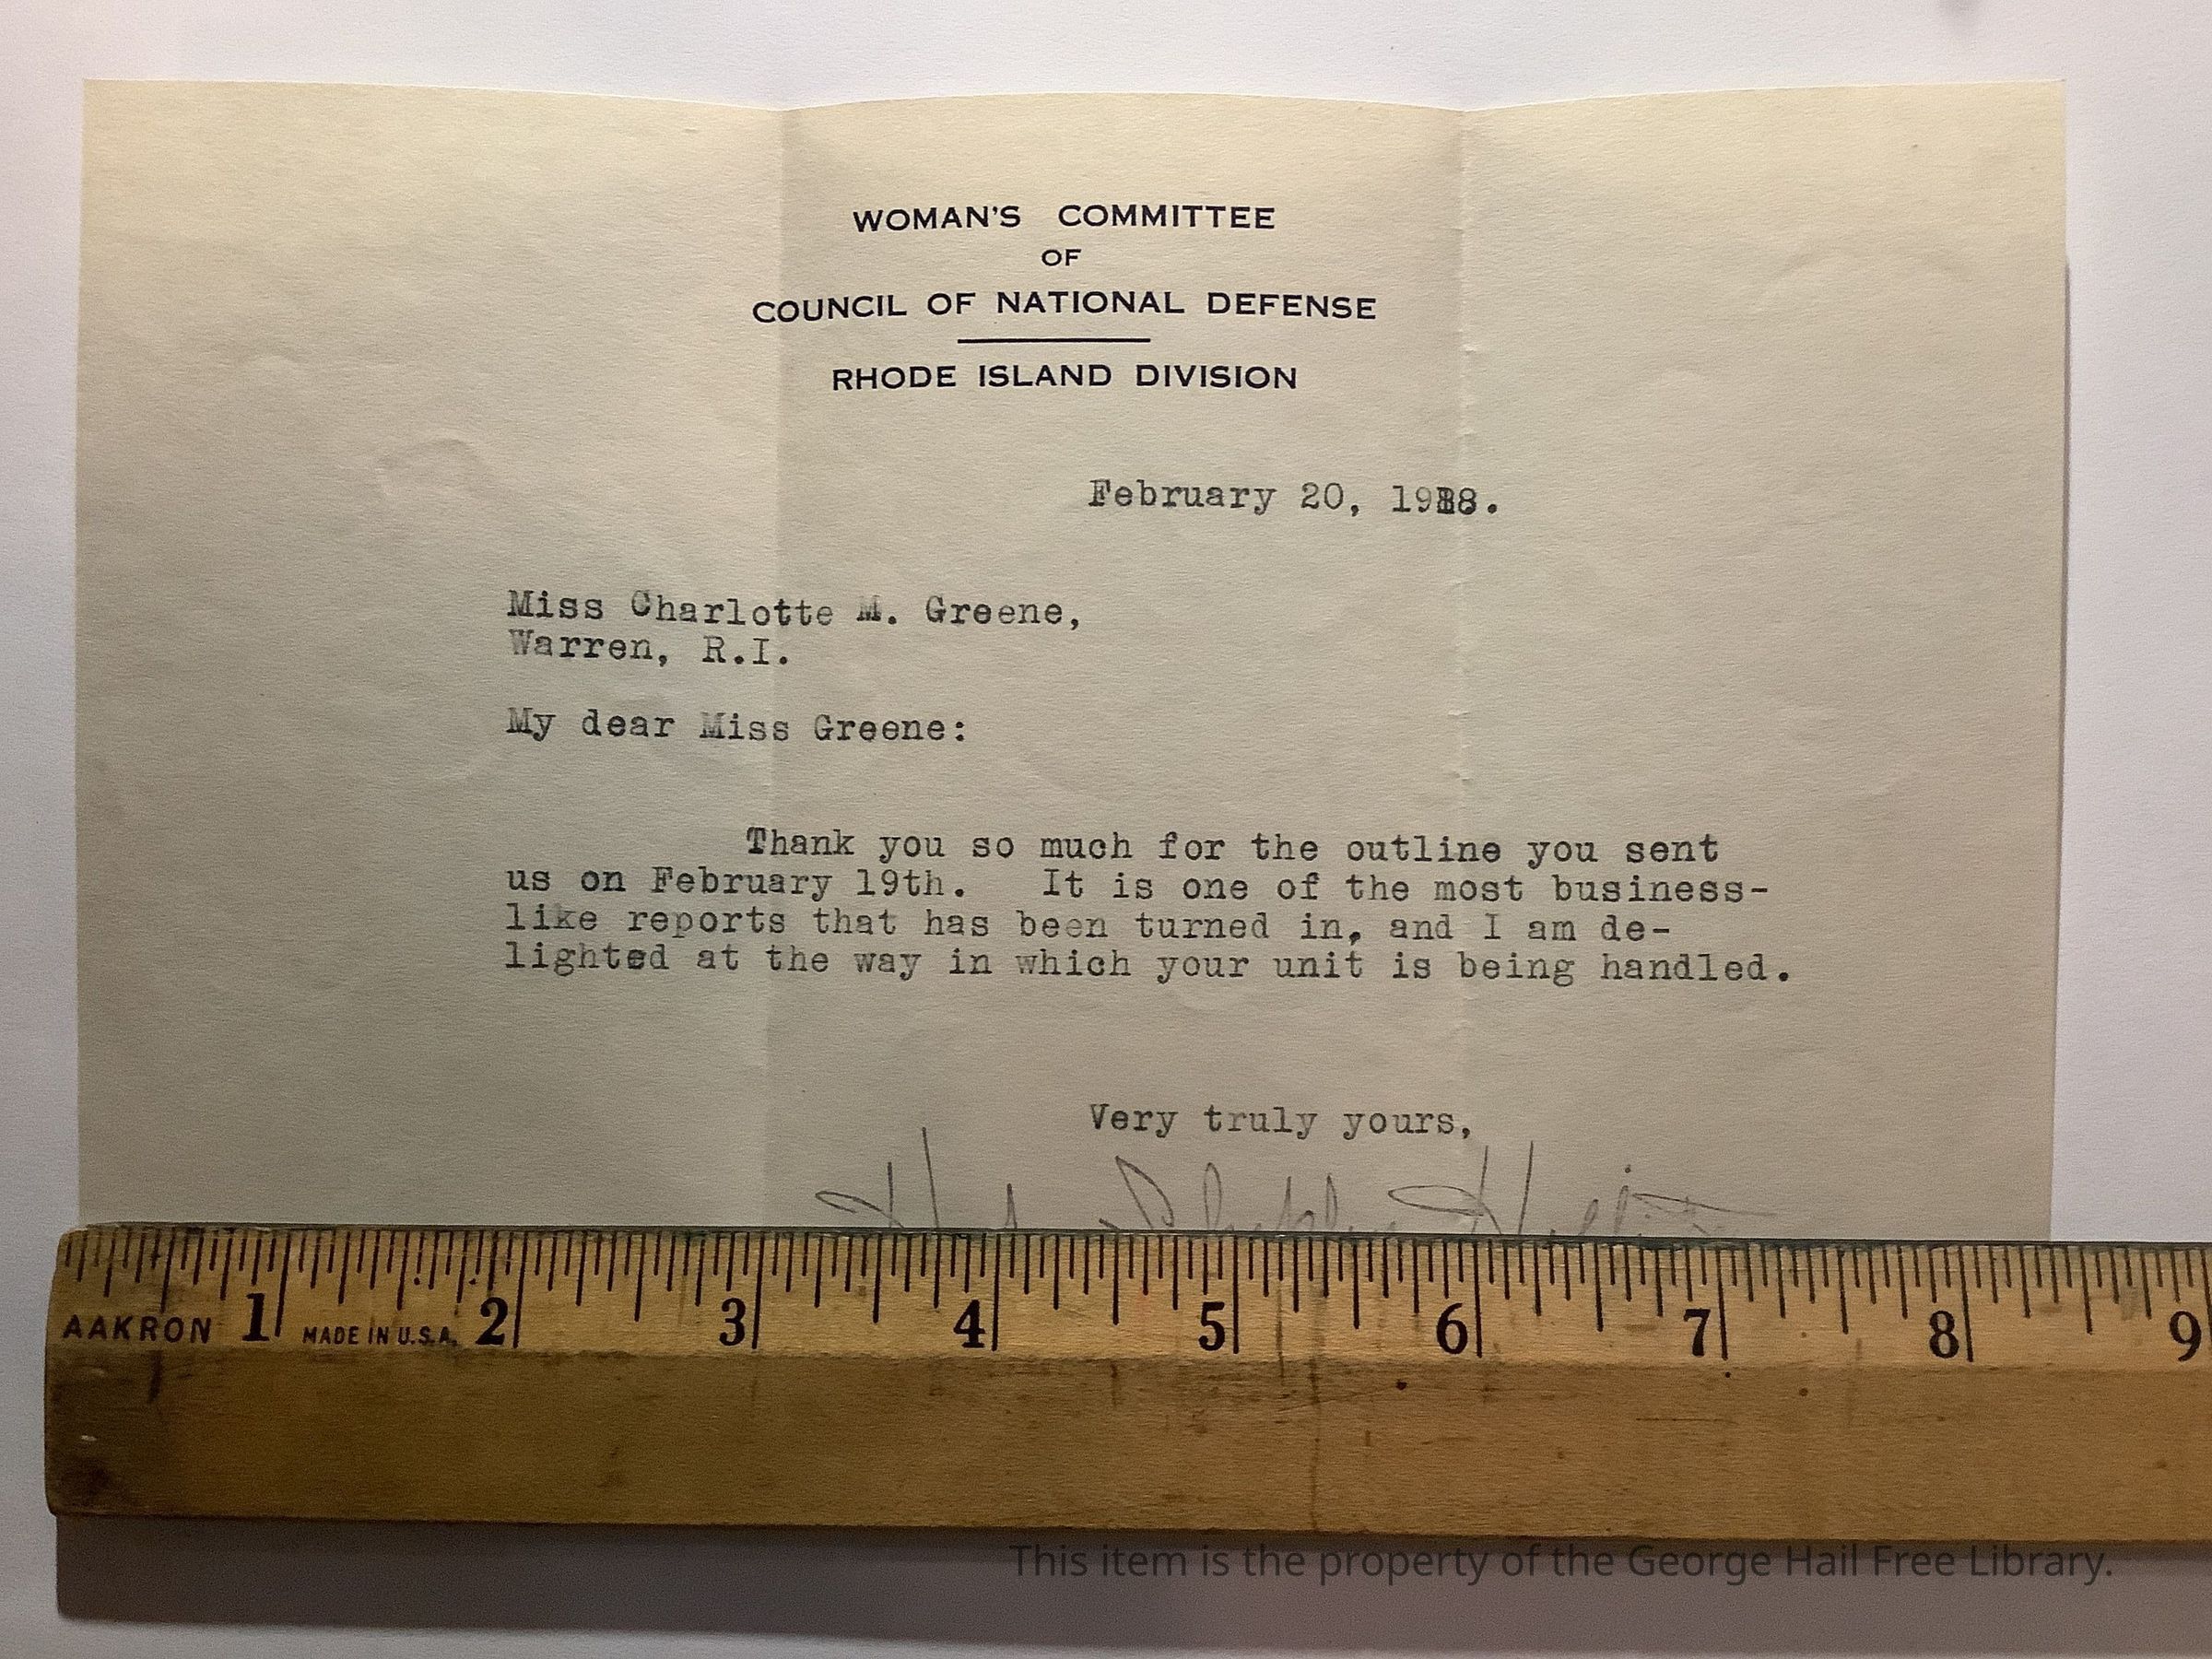 WOMAN'S COMMITTEE
OF
COUNCIL OF NATIONAL DEFENSE
RHODE ISLAND DIVISION
February 20, 1918.
Miss Charlotte M. Greene,
Warren, R.I.
My dear Miss Greene:
Thank you so much for the outline you sent
us on February 19th. It is one of the most business-
like reports that has been turned in, and I am de-
lighted at the way in which your unit is being handled.
Very truly yours,
AAKRON 1 MADE IN U.S.A. 2 3 4 5 6 7 8 9
This item is the property of the George Hail Free Library.